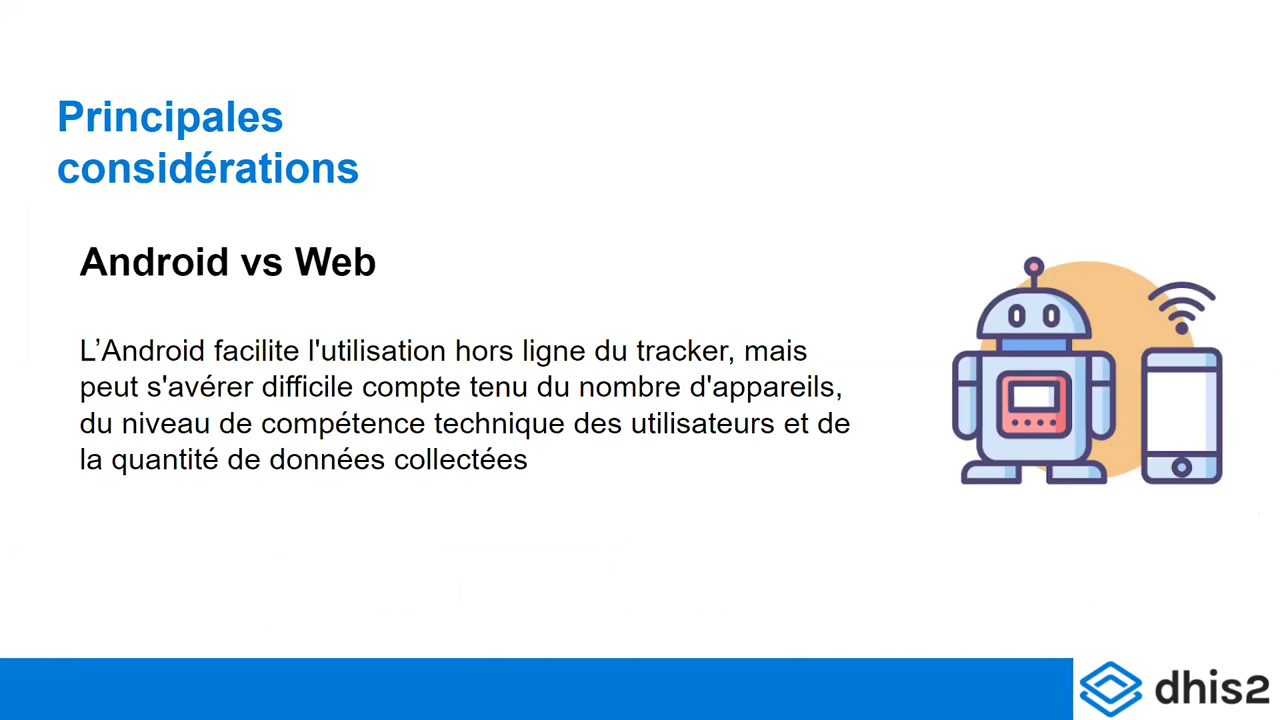 Principales
considérations
Android vs Web
L’Android facilite l'utilisation hors ligne du tracker, mais
peut s'avérer difficile compte tenu du nombre d'appareils,
du niveau de compétence technique des utilisateurs et de
la quantité de données collectées
dhis2